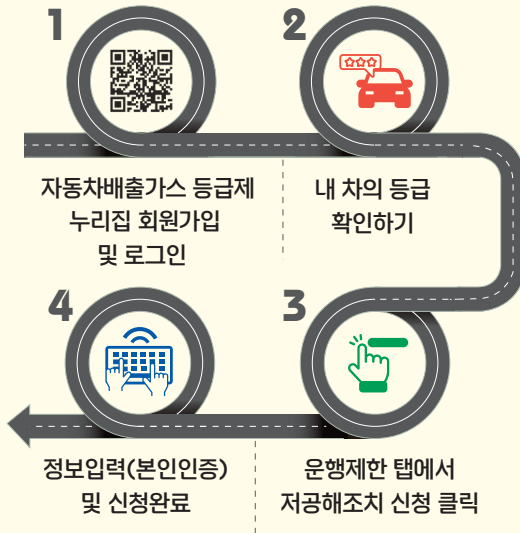 1
자동차배출가스 등급제
누리집 회원가입
및 로그인
2
내 차의 등급
확인하기
3
운행제한 탭에서
저공해조치 신청 클릭
4
정보입력(본인인증)
및 신청완료